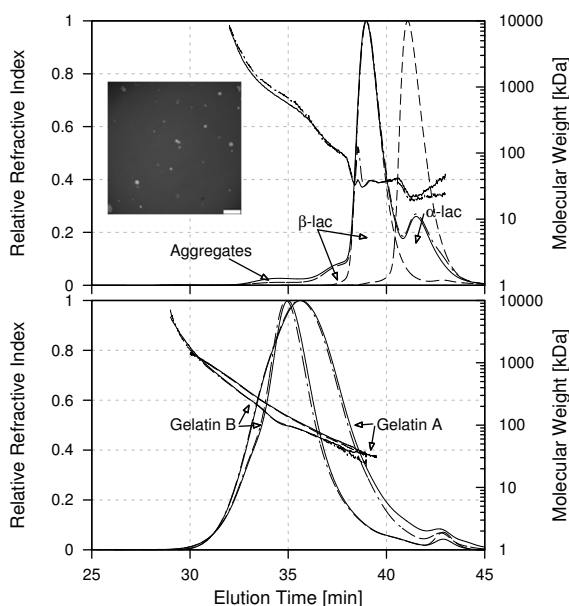 1
0.8
0.6
0.4
0.2
0
Relative Refractive Index
10000
1000
100
10
1
Molecular Weight [kDa]
Aggregates
β-lac
α-lac
1
0.8
0.6
0.4
0.2
0
Relative Refractive Index
10000
1000
100
10
1
Molecular Weight [kDa]
Gelatin B
Gelatin A
25
30
35
40
45
Elution Time [min]